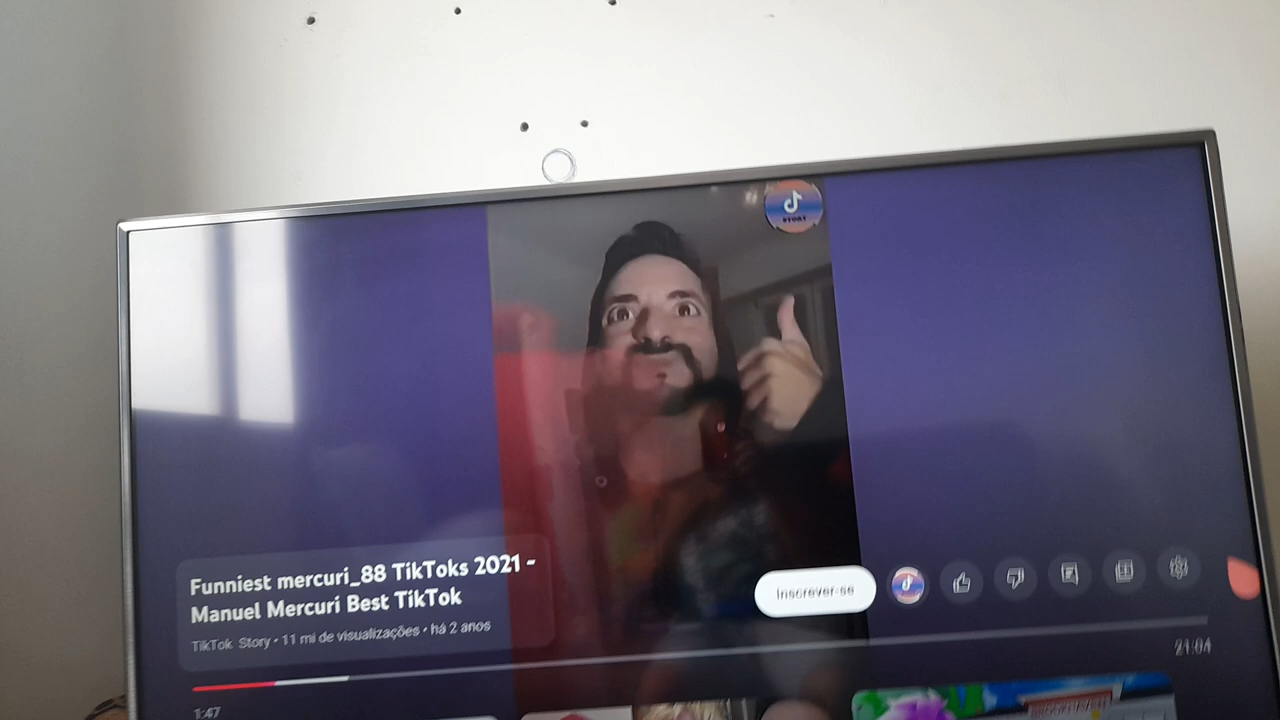 STORY
Funniest mercuri_88 TikToks 2021 -
Manuel Mercuri Best TikTok
TikTok Story • 11 mi de visualizações • há 2 anos
Inscrever-se
21:04
1:47